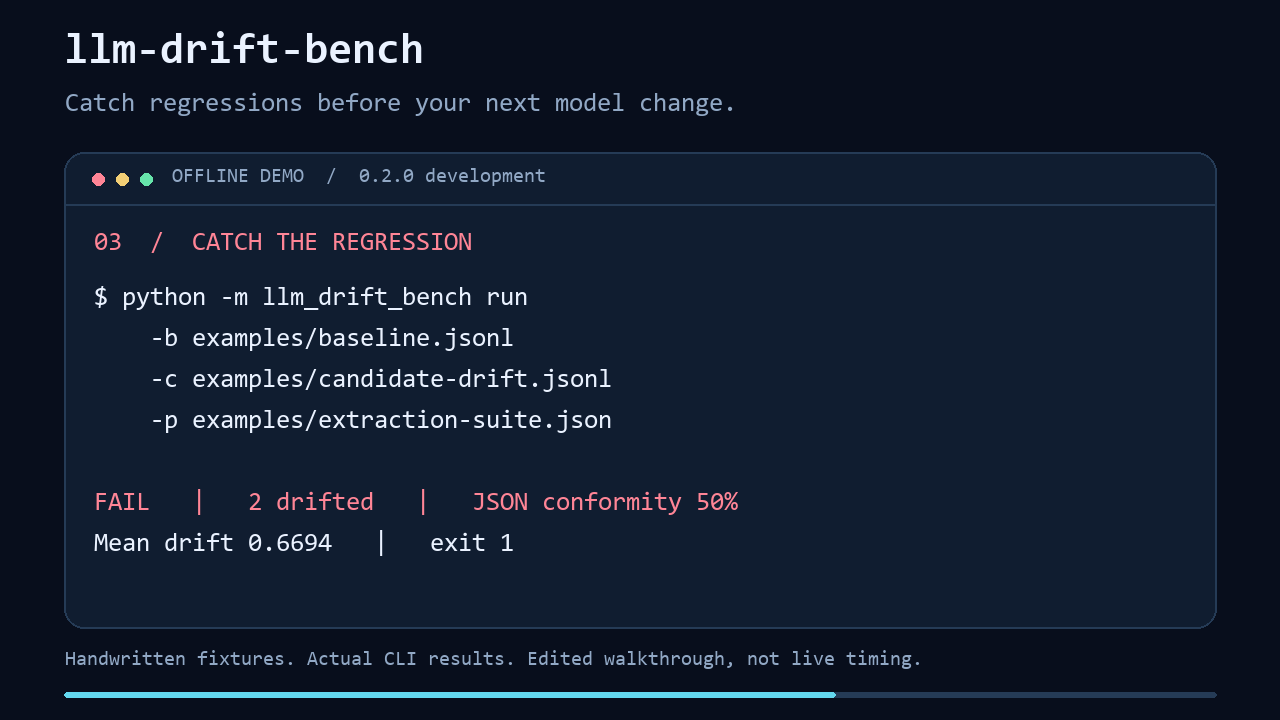 llm-drift-bench
Catch regressions before your next model change.
OFFLINE DEMO / 0.2.0 development
03 / CATCH THE REGRESSION
$ python -m llm_drift_bench run
-b examples/baseline.jsonl
-c examples/candidate-drift.jsonl
-p examples/extraction-suite.json
FAIL | 2 drifted | JSON conformity 50%
Mean drift 0.6694 | exit 1
Handwritten fixtures. Actual CLI results. Edited walkthrough, not live timing.